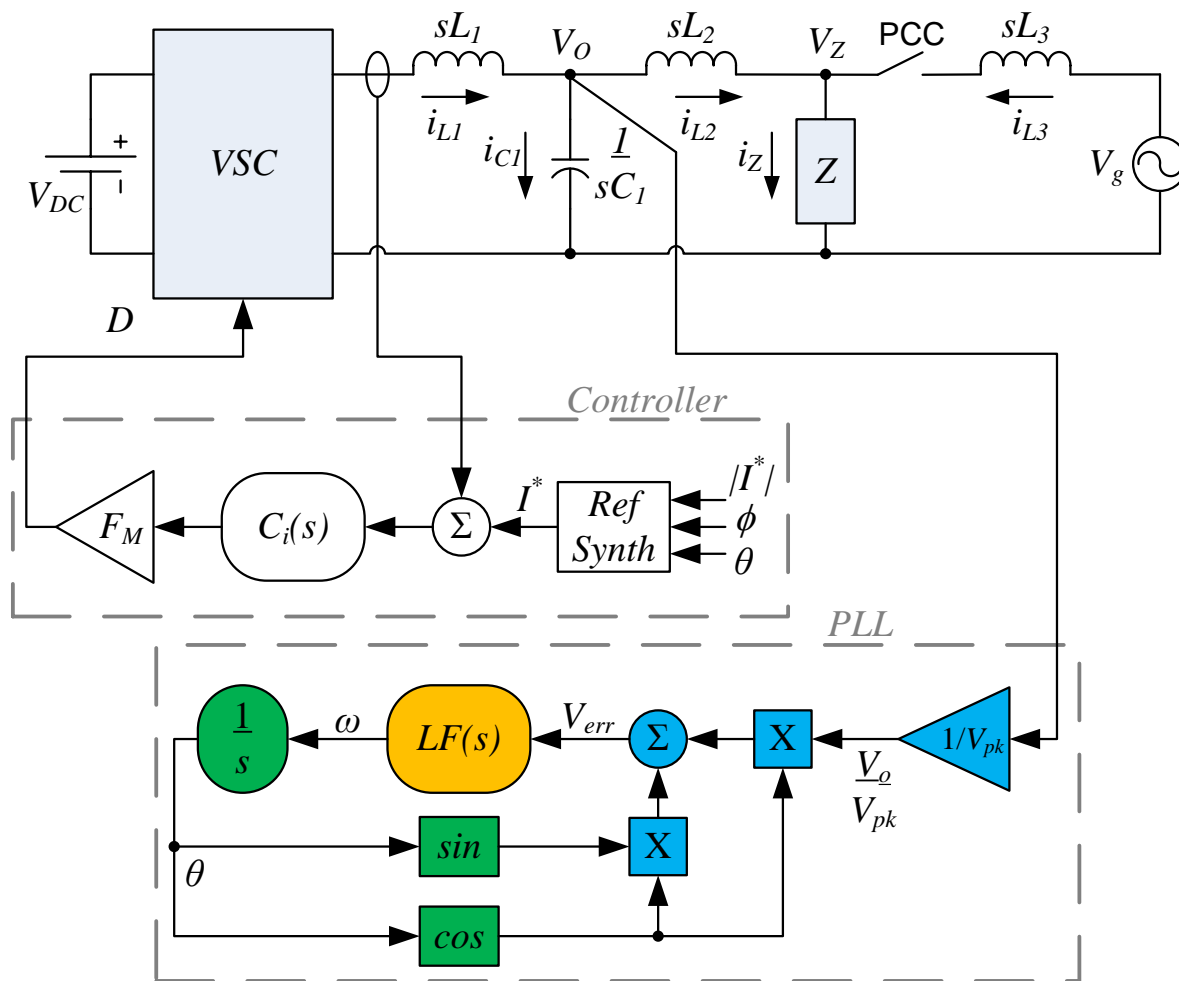 sL1
VO
sL2
VZ
PCC
sL3
iL1
iL2
iL3
+
VDC
VSC
iC1
1
sC1
iZ
Z
Vg
D
Controller
FM
Ci(s)
Σ
I*
Ref
Synth
|I*|
ϕ
θ
PLL
1
s
ω
LF(s)
Verr
Σ
X
Vo
Vpk
1/Vpk
θ
sin
X
cos